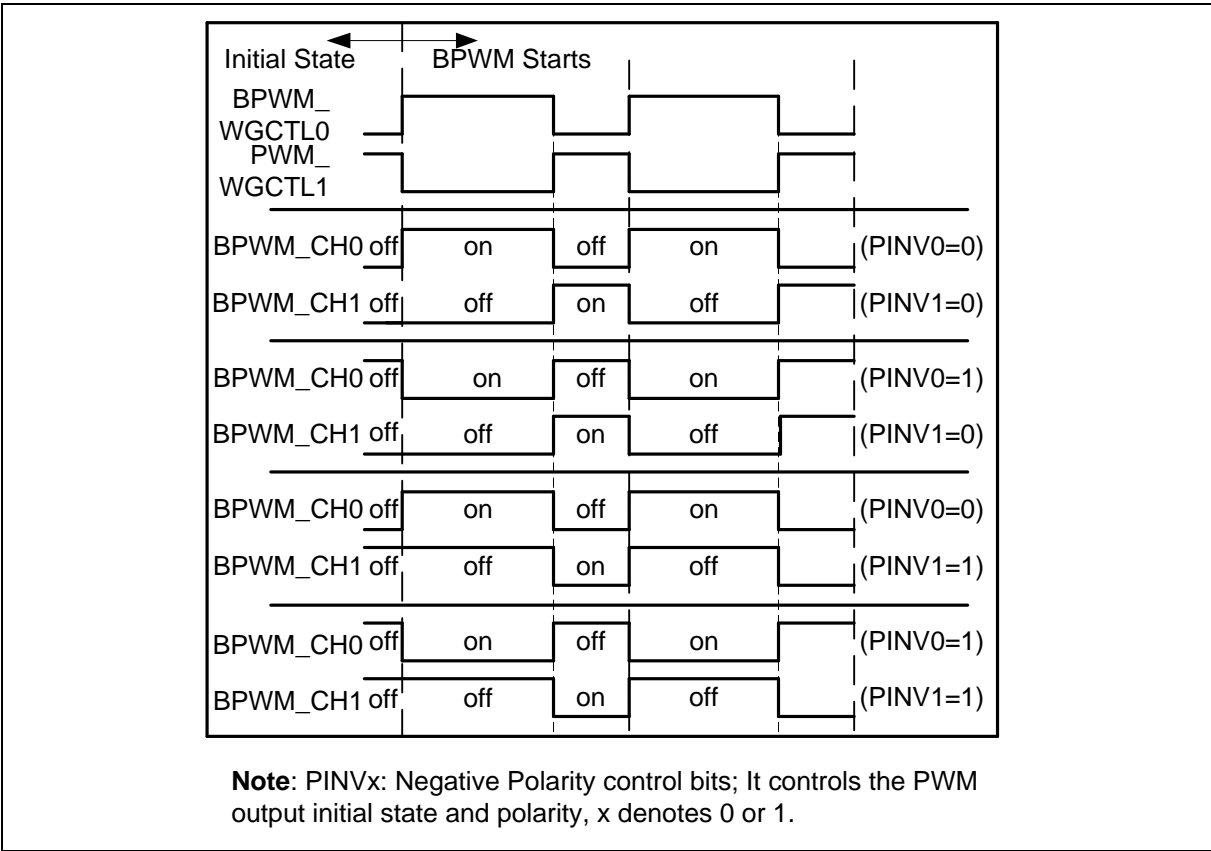 Initial State BPWM Starts
BPWM_
WGCTL0
PWM_
WGCTL1
BPWM_CH0 off on off on (PINV0=0)
BPWM_CH1 off off on off (PINV1=0)
BPWM_CH0 off on off on (PINV0=1)
BPWM_CH1 off off on off (PINV1=0)
BPWM_CH0 off on off on (PINV0=0)
BPWM_CH1 off off on off (PINV1=1)
BPWM_CH0 off on off on (PINV0=1)
BPWM_CH1 off off on off (PINV1=1)
Note: PINVx: Negative Polarity control bits; It controls the PWM
output initial state and polarity, x denotes 0 or 1.